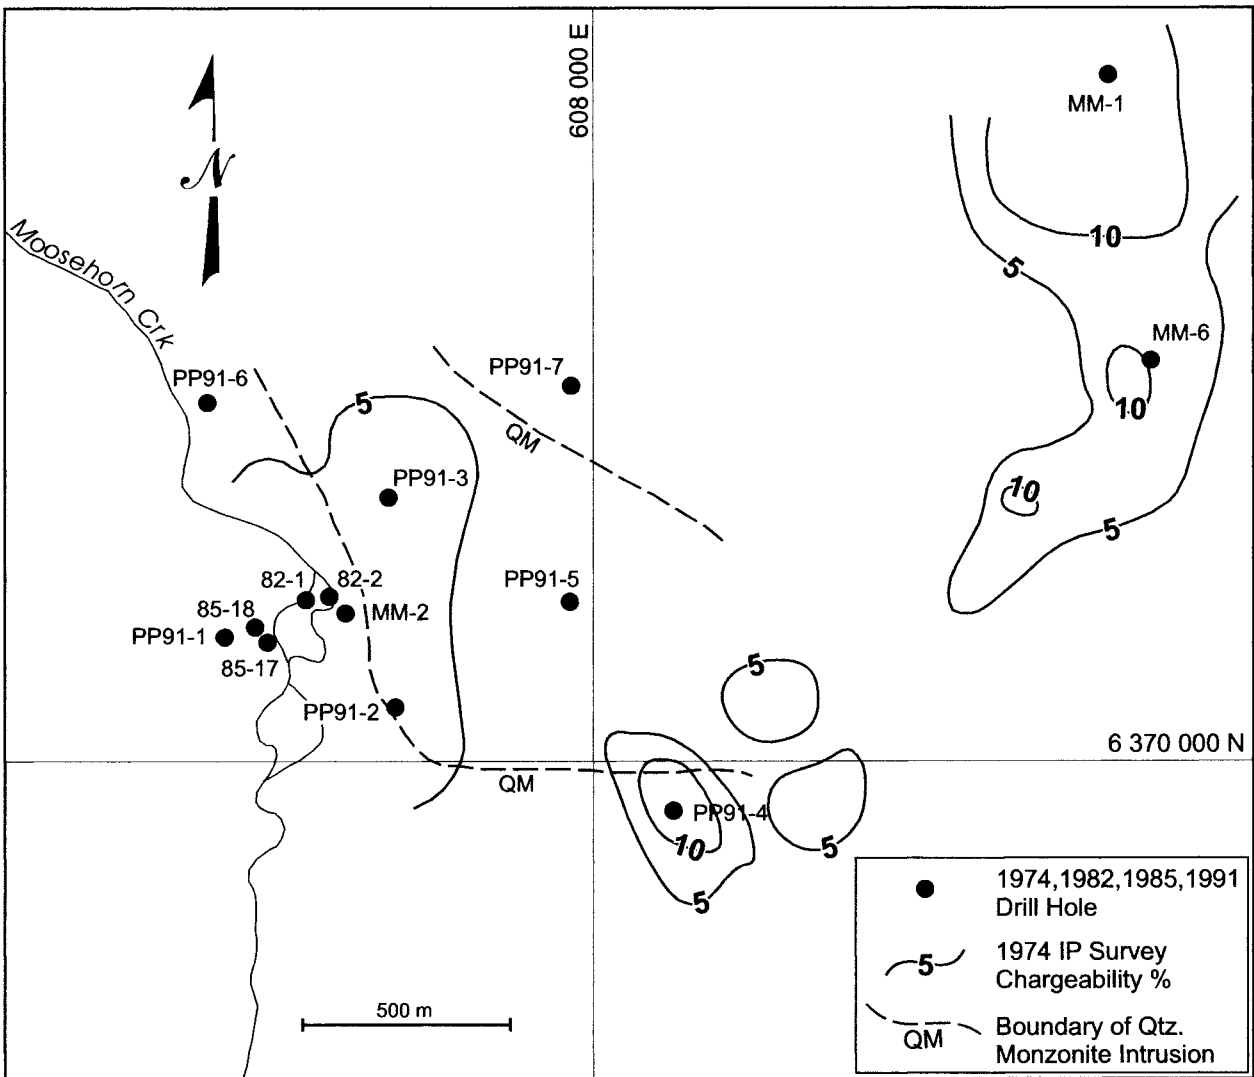 608 000 E
MM-1
N
10
Moosehorn Crk
5
MM-6
PP91-7
PP91-6
5
10
QM
PP91-3
10
5
82-1
82-2
PP91-5
85-18
MM-2
PP91-1
85-17
5
PP91-2
6 370 000 N
QM
PP91-4
10
5
5
1974,1982,1985,1991
Drill Hole
5
1974 IP Survey
Chargeability %
500 m
QM
Boundary of Qtz.
Monzonite Intrusion